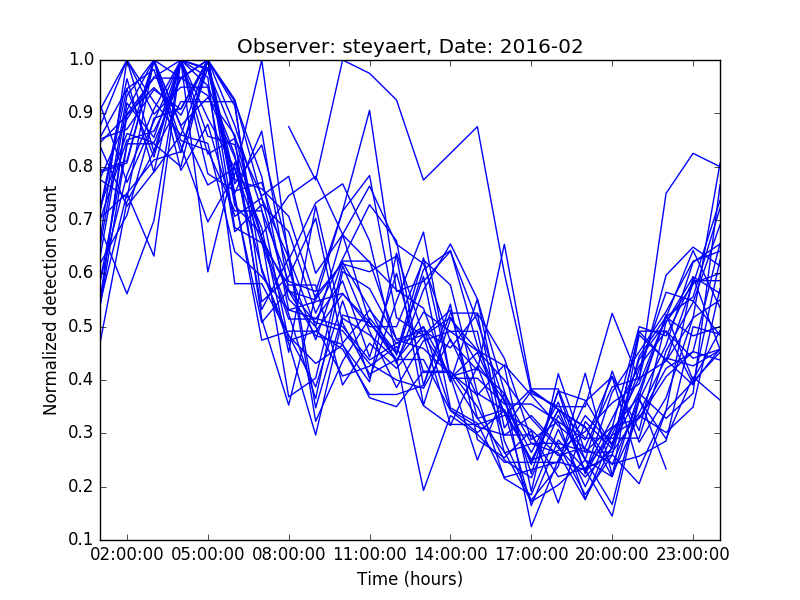 Observer: steyaert, Date: 2016-02
Normalized detection count
1.0
0.9
0.8
0.7
0.6
0.5
0.4
0.3
0.2
0.1
02:00:00 05:00:00 08:00:00 11:00:00 14:00:00 17:00:00 20:00:00 23:00:00
Time (hours)